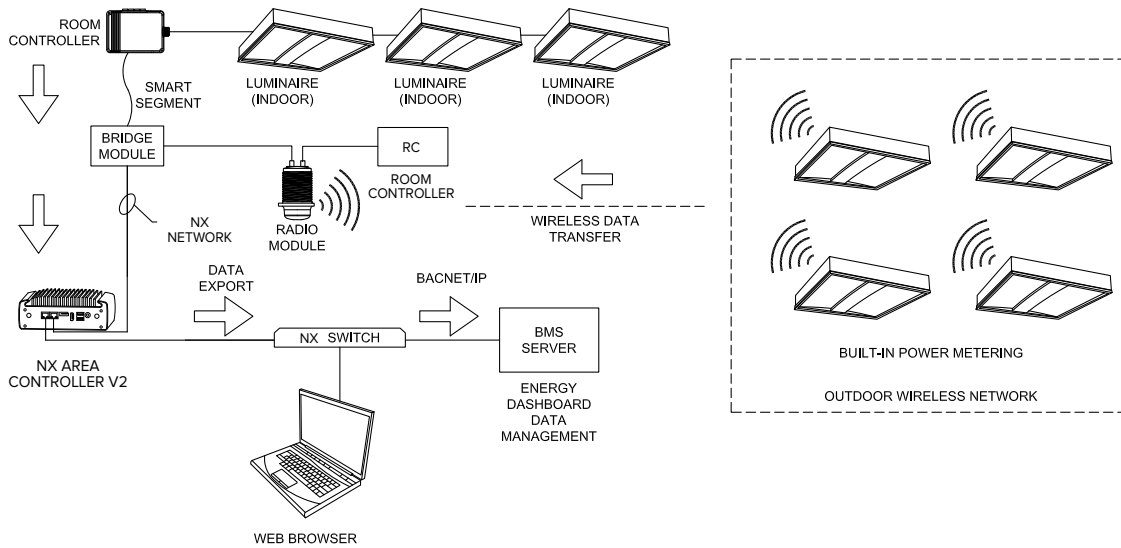 ROOM
CONTROLLER
LUMINAIRE
(INDOOR)
LUMINAIRE
(INDOOR)
LUMINAIRE
(INDOOR)
SMART
SEGMENT
BRIDGE
MODULE
RC
ROOM
CONTROLLER
RADIO
MODULE
NX
NETWORK
WIRELESS DATA
TRANSFER
DATA
EXPORT
BACNET/IP
NX SWITCH
BMS
SERVER
NX AREA
CONTROLLER V2
ENERGY
DASHBOARD
DATA
MANAGEMENT
WEB BROWSER
BUILT-IN POWER METERING
OUTDOOR WIRELESS NETWORK